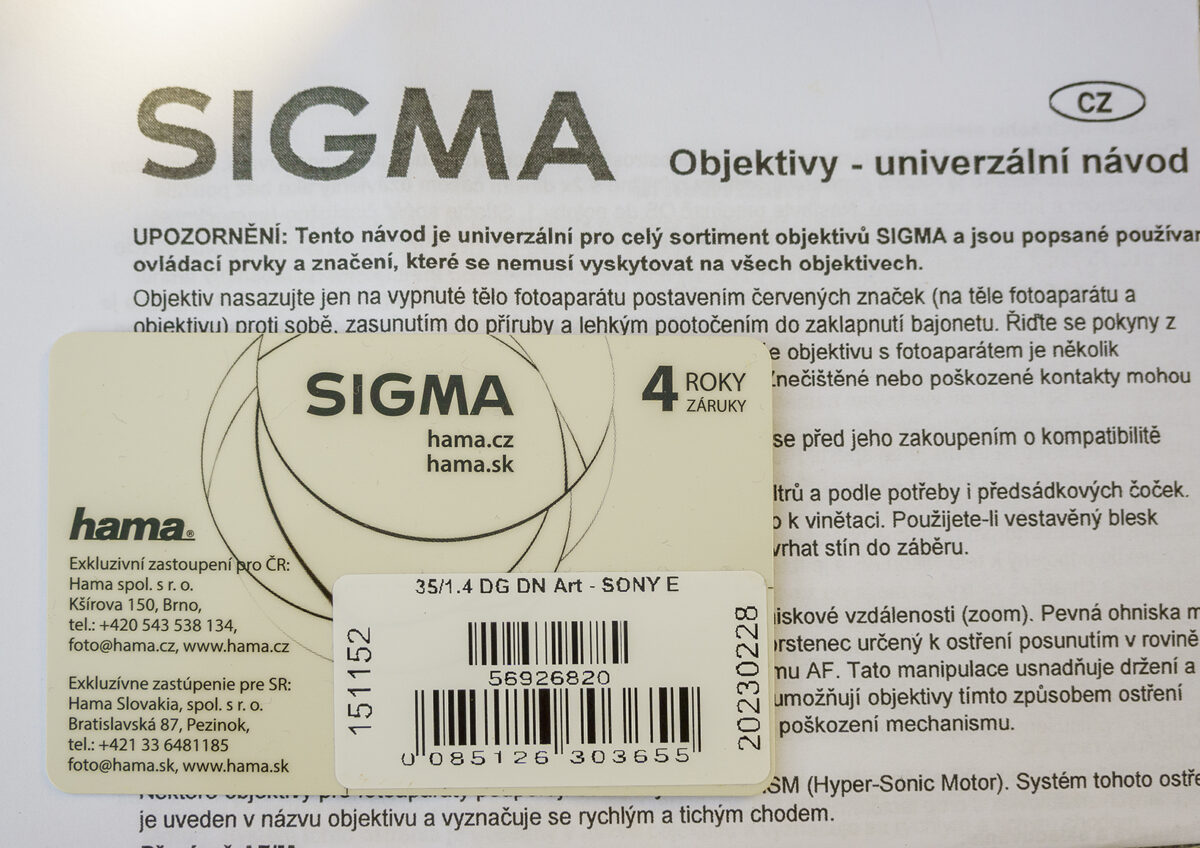 SIGMA
CZ
Objektivy - univerzální návod
UPOZORNĚNÍ: Tento návod je univerzální pro celý sortiment objektivů SIGMA a jsou popsané
ovládací prvky a značení, které se nemusí vyskytovat na všech objektivech.
Objektiv nasazujte jen na vypnuté tělo fotoaparátu postavením červených značek (na těle fotoaparátu a
objektivu) proti sobě, zasunutím do příruby a lehkým pootočením do zaklapnutí bajonetu. Řiďte se pokyny z
objektivu s fotoaparátem je několik
nečištěné nebo poškozené kontakty mohou
se před jeho zakoupením o kompatibilitě
ltrů a podle potřeby i předsádkových čoček.
k vinětaci. Použijete-li vestavěný blesk
vrhat stín do záběru.
niskové vzdálenosti (zoom). Pevná ohniska
prstenec určený k ostření posunutím v rovině
mu AF. Tato manipulace usnadňuje držení a
umožňují objektivy tímto způsobem ostření
poškození mechanismu.
SM (Hyper-Sonic Motor). Systém tohoto
je uveden v názvu objektivu a vyznačuje se rychlým a tichým chodem.
SIGMA
hama.cz
hama.sk
4 ROKY
ZÁRUKY
hama®
Exkluzivní zastoupení pro ČR:
Hama spol. s r. o.
Kšírova 150, Brno,
tel.: +420 543 538 134,
foto@hama.cz, www.hama.cz
Exkluzívne zastúpenie pre SR:
Hama Slovakia, spol. s r. o.
Bratislavská 87, Pezinok,
tel.: +421 33 6481185
foto@hama.sk, www.hama.sk
35/1.4 DG DN Art - SONY E
151152
56926820
0 085126 303655
20230228